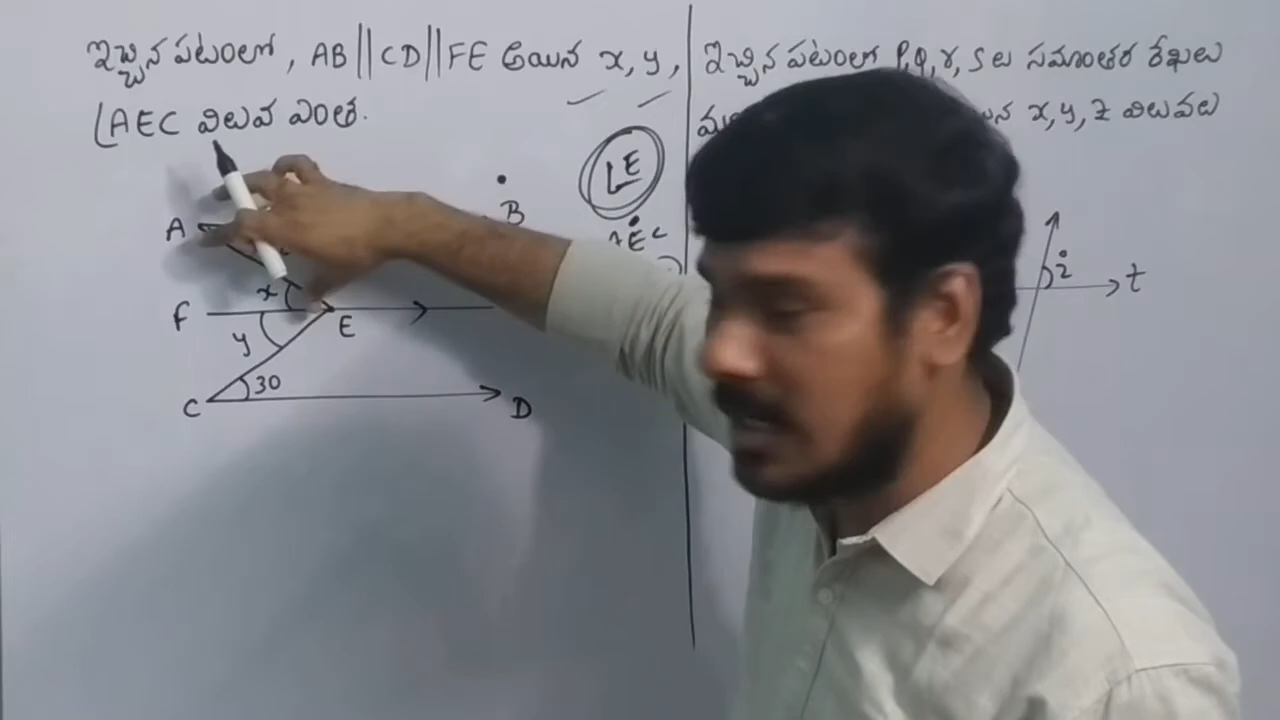 ఇచ్చిన పటంలో, AB||CD||FE అయిన x, y,
∠AEC విలువ ఎంత.
∠E
AEC
A
B
x
F
E
y
30
C
D
ఇచ్చిన పటంలో p, q, r, s లు సమాంతర రేఖలు
x, y, z విలువలు
t